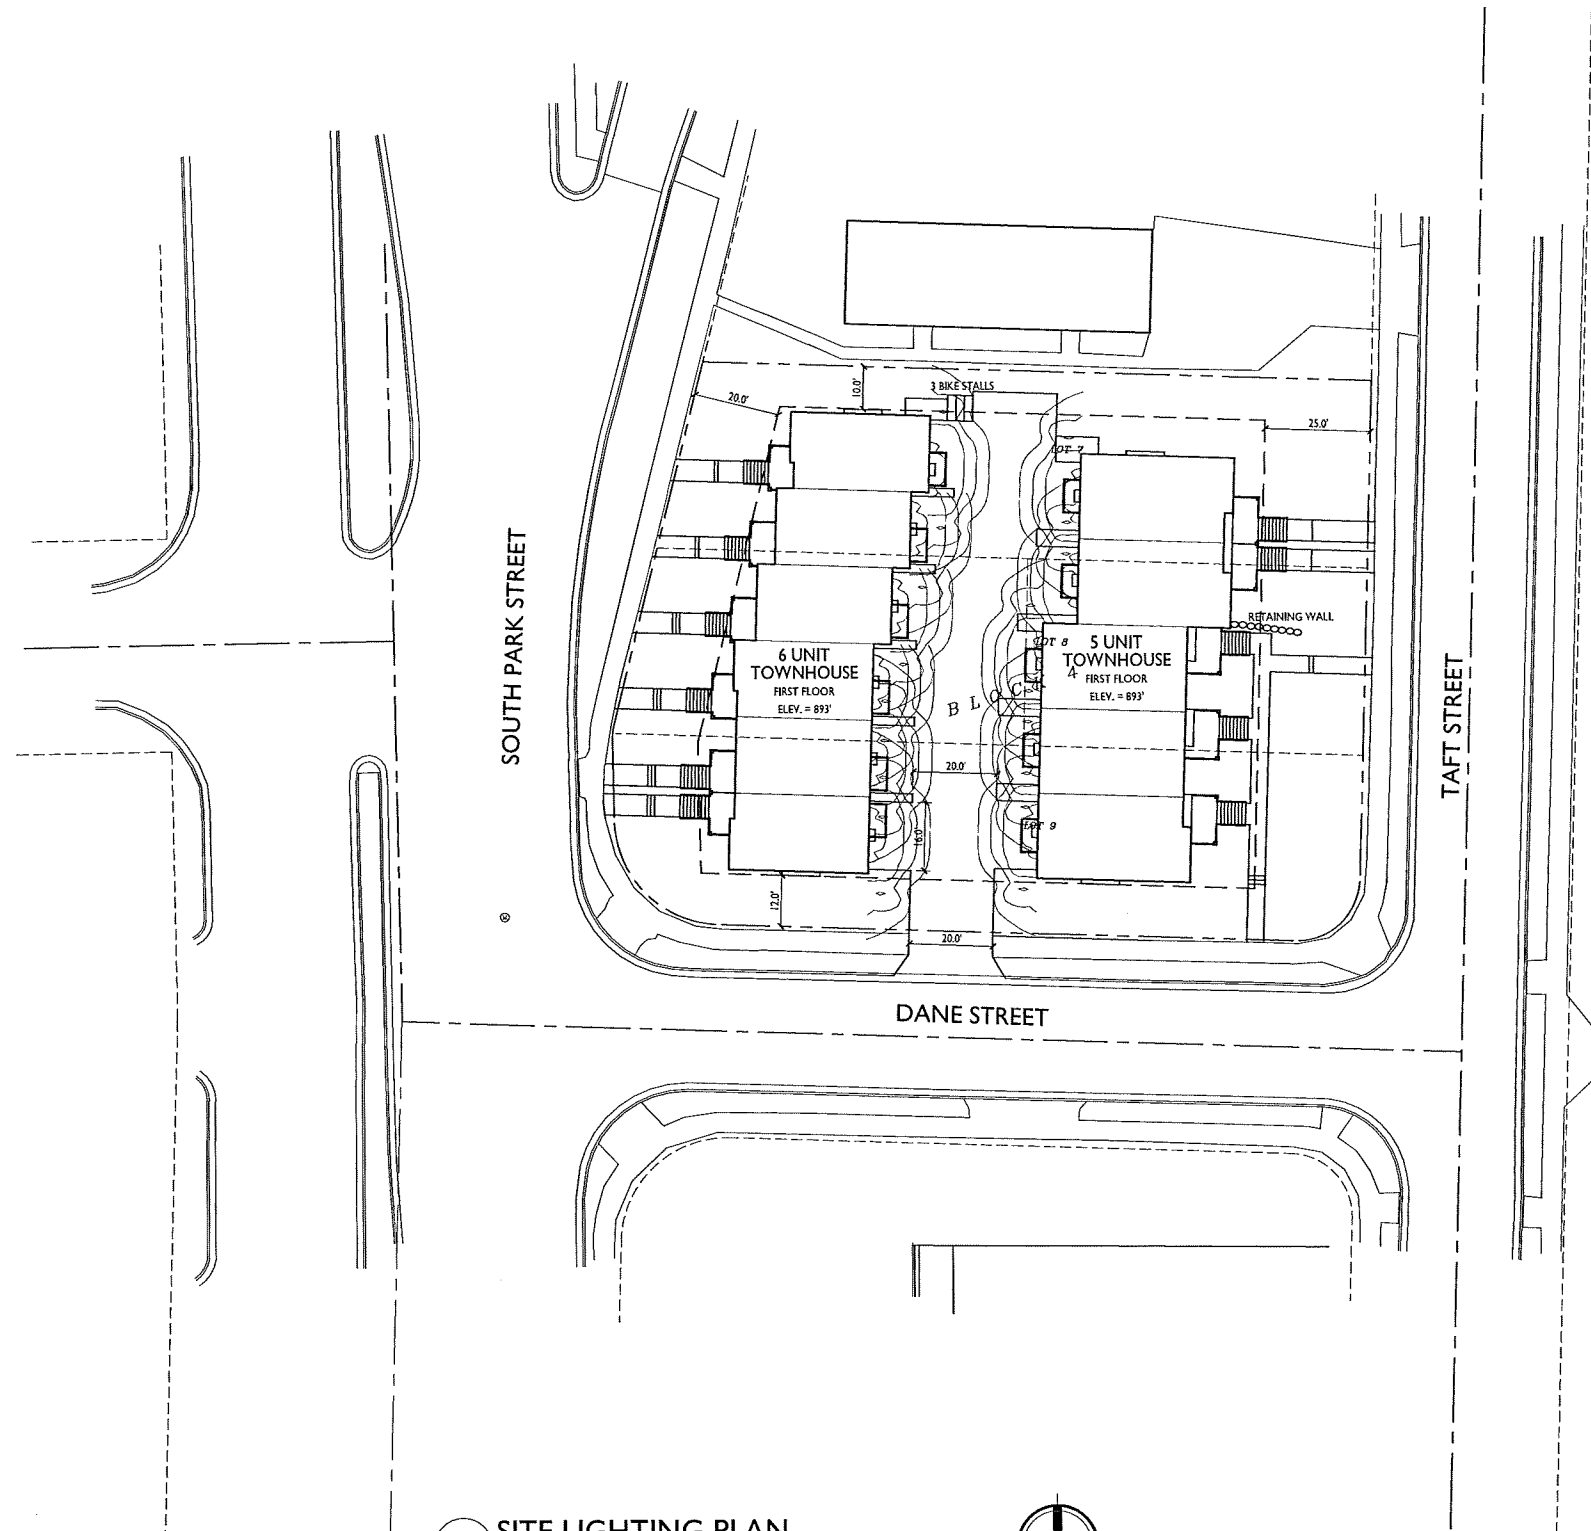 3 BIKE STALLS
10.0'
20.0'
25.0'
LOT 7
SOUTH PARK STREET
RETAINING WALL
6 UNIT
TOWNHOUSE
FIRST FLOOR
ELEV. = 893'
LOT 8
5 UNIT
TOWNHOUSE
FIRST FLOOR
ELEV. = 893'
BLOCK 4
TAFT STREET
20.0'
LOT 9
16.0'
12.0'
20.0'
DANE STREET
SITE LIGHTING PLAN